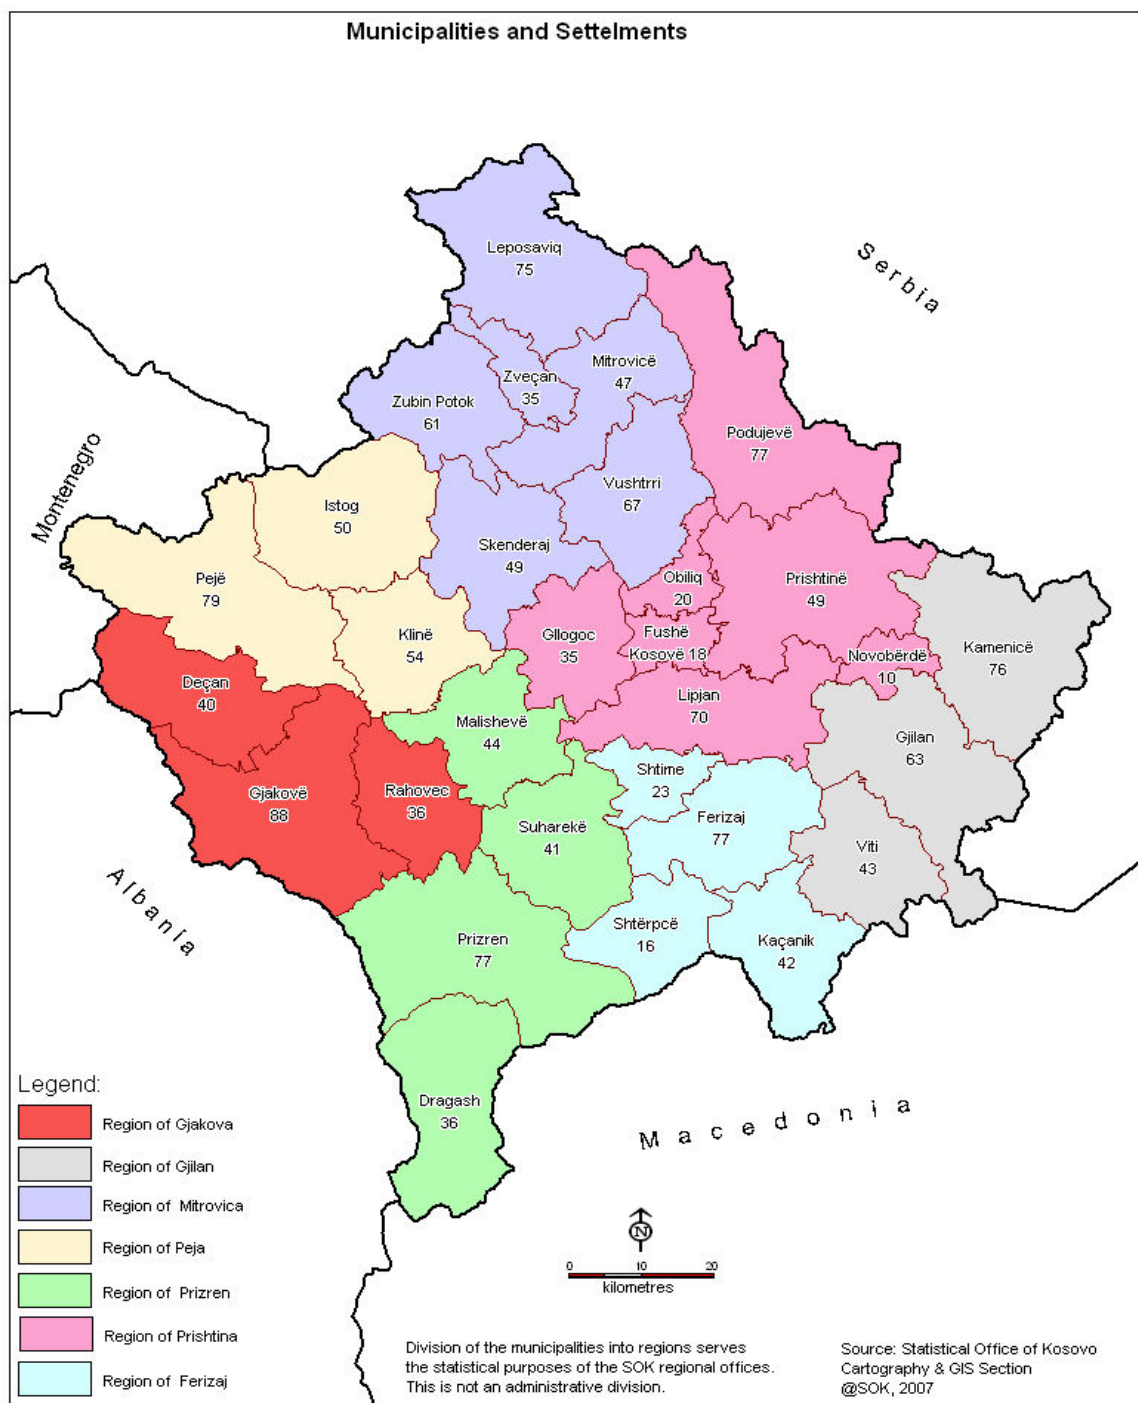 Municipalities and Settelments
Serbia
Leposaviq
75
Mitrovicë
47
Zveçan
35
Zubin Potok
61
Podujevë
77
Montenegro
Vushtrri
67
Istog
50
Skenderaj
49
Pejë
79
Obiliq
20
Prishtinë
49
Klinë
54
Gllogoc
35
Fushë
Kosovë 18
Novobërdë
10
Kamenicë
76
Deçan
40
Lipjan
70
Malishevë
44
Gjilan
63
Shtime
23
Gjakovë
88
Rahovec
36
Suharekë
41
Ferizaj
77
Viti
43
Albania
Prizren
77
Shtërpcë
16
Kaçanik
42
Dragash
36
Macedonia
Legend:
Region of Gjakova
Region of Gjilan
Region of Mitrovica
Region of Peja
Region of Prizren
Region of Prishtina
Region of Ferizaj
N
0 10 20
kilometres
Division of the municipalities into regions serves
the statistical purposes of the SOK regional offices.
This is not an administrative division.
Source: Statistical Office of Kosovo
Cartography & GIS Section
@SOK, 2007